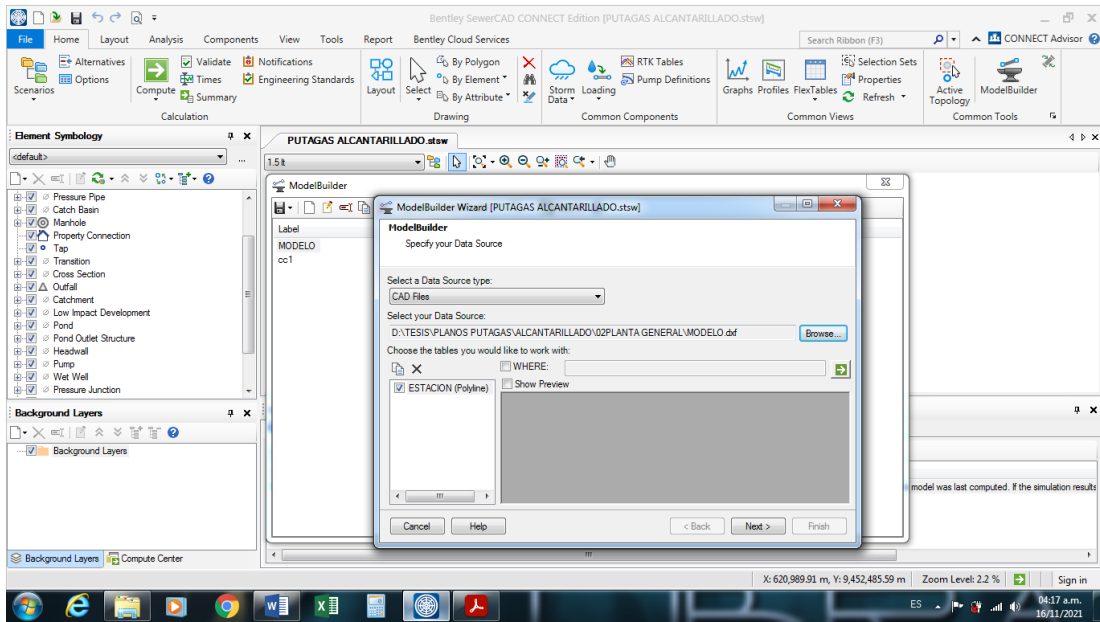 Bentley SewerCAD CONNECT Edition [PUTAGAS ALCANTARILLADO.stsw]
File Home Layout Analysis Components View Tools Report Bentley Cloud Services Search Ribbon (F3) CONNECT Advisor
Scenarios
Alternatives
Options
Compute
Validate
Times
Summary
Notifications
Engineering Standards
Calculation
Layout
Select
By Polygon
By Element
By Attribute
Drawing
Storm Data
Loading
RTK Tables
Pump Definitions
Common Components
Graphs Profiles FlexTables
Selection Sets
Properties
Refresh
Common Views
Active Topology
ModelBuilder
Common Tools
Element Symbology
<default>
...
Pressure Pipe
Catch Basin
Manhole
Property Connection
Tap
Transition
Cross Section
Outfall
Catchment
Low Impact Development
Pond
Pond Outlet Structure
Headwall
Pump
Wet Well
Pressure Junction
Background Layers
Background Layers
Background Layers Compute Center
PUTAGAS ALCANTARILLADO.stsw
1.5 lt
ModelBuilder
Label
MODELO
cc1
ModelBuilder Wizard [PUTAGAS ALCANTARILLADO.stsw]
ModelBuilder
Specify your Data Source
Select a Data Source type:
CAD Files
Select your Data Source:
D:\TESIS\PLANOS PUTAGAS\ALCANTARILLADO\02PLANTA GENERAL\MODELO.dxf Browse...
Choose the tables you would like to work with:
WHERE:
ESTACION (Polyline) Show Preview
Cancel Help < Back Next > Finish
model was last computed. If the simulation results
X: 620,989.91 m, Y: 9,452,485.59 m Zoom Level: 2.2 % Sign in
ES 04:17 a.m.
16/11/2021